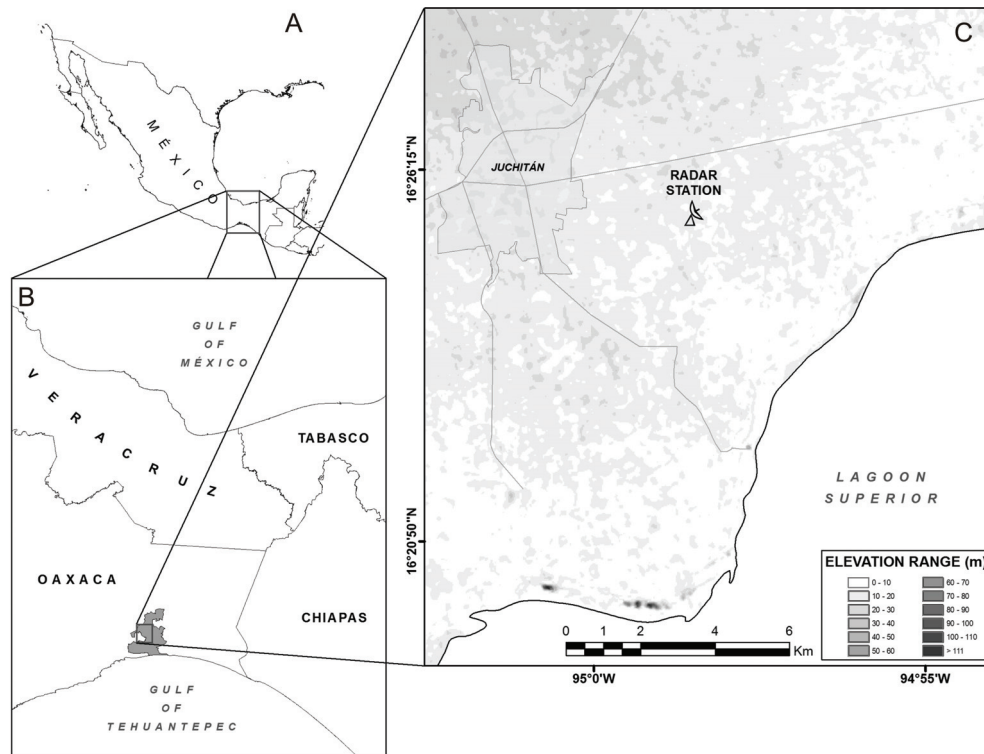 A
MÉXICO
B
GULF
OF
MÉXICO
VERACRUZ
TABASCO
OAXACA
CHIAPAS
GULF
OF
TEHUANTEPEC
C
16°26'15"N
JUCHITÁN
RADAR
STATION
LAGOON
SUPERIOR
16°20'50"N
ELEVATION RANGE (m)
0 - 10
10 - 20
20 - 30
30 - 40
40 - 50
50 - 60
60 - 70
70 - 80
80 - 90
90 - 100
100 - 110
> 111
0 1 2 4 6
Km
95°0'W
94°55'W